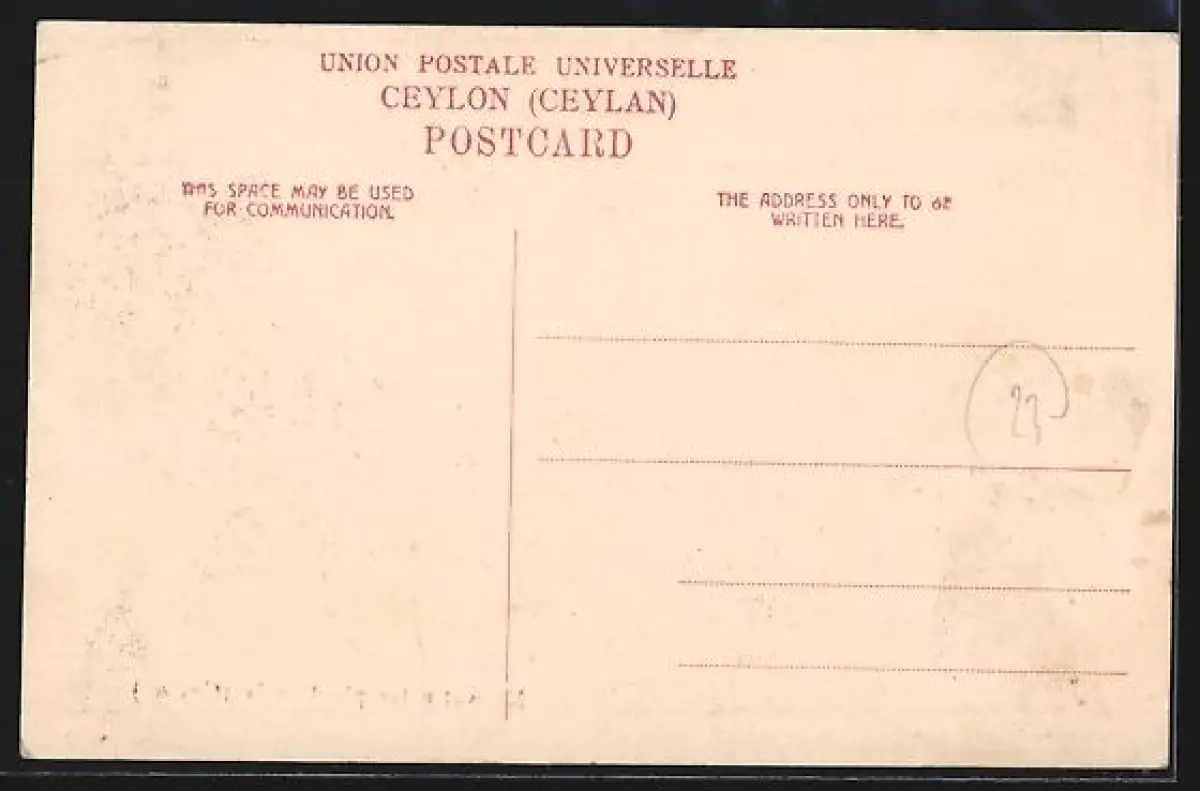 UNION POSTALE UNIVERSELLE
CEYLON (CEYLAN)
POSTCARD
THIS SPACE MAY BE USED
FOR COMMUNICATION.
THE ADDRESS ONLY TO BE
WRITTEN HERE.
23